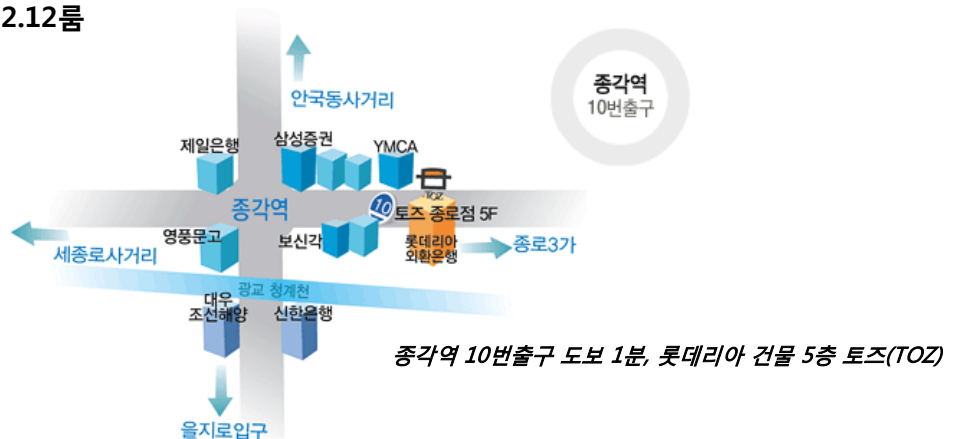 2.12룸
안국동사거리
종각역
10번출구
제일은행
삼성증권
YMCA
TOZ
종각역
10
토즈 종로점 5F
영풍문고
보신각
롯데리아
외환은행
종로3가
세종로사거리
광교 청계천
대우
조선해양
신한은행
종각역 10번출구 도보 1분, 롯데리아 건물 5층 토즈(TOZ)
을지로입구